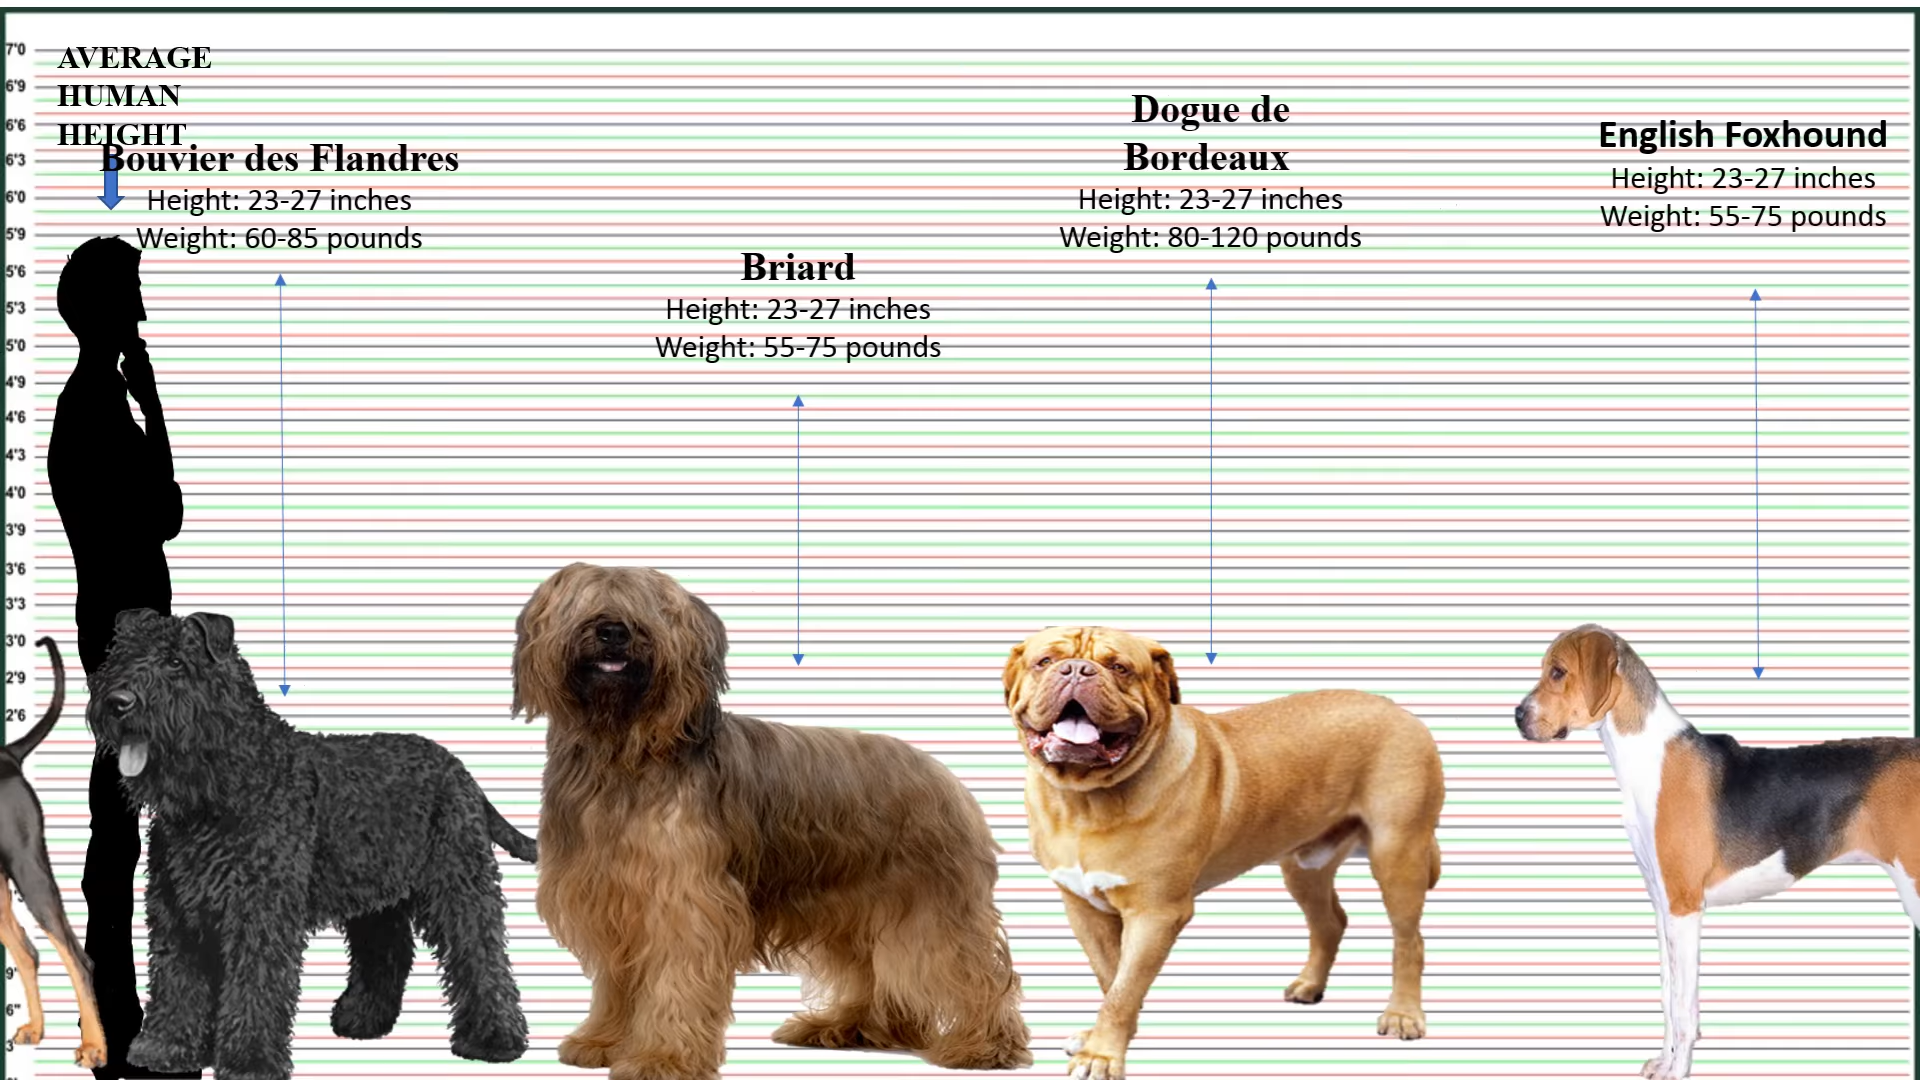 7'0
6'9
6'6
6'3
6'0
5'9
5'6
5'3
5'0
4'9
4'6
4'3
4'0
3'9
3'6
3'3
3'0
2'9
2'6
9'
6"
3
AVERAGE
HUMAN
HEIGHT
Bouvier des Flandres
Height: 23-27 inches
Weight: 60-85 pounds
Briard
Height: 23-27 inches
Weight: 55-75 pounds
Dogue de
Bordeaux
Height: 23-27 inches
Weight: 80-120 pounds
English Foxhound
Height: 23-27 inches
Weight: 55-75 pounds